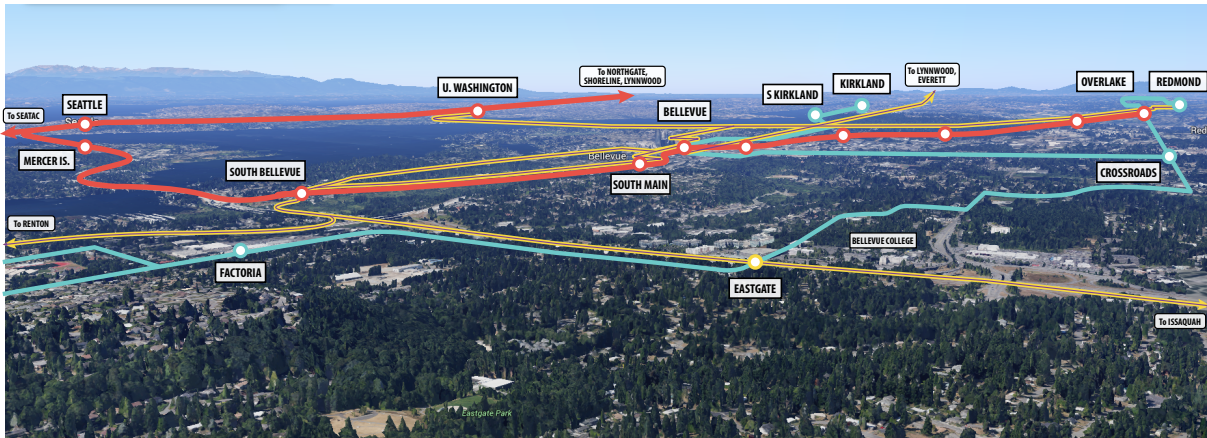 To NORTHGATE,
SHORELINE, LYNNWOOD
To LYNNWOOD,
EVERETT
U. WASHINGTON
S KIRKLAND
KIRKLAND
OVERLAKE
REDMOND
SEATTLE
To SEATAC
BELLEVUE
MERCER IS.
Bellevue
SOUTH BELLEVUE
SOUTH MAIN
CROSSROADS
To RENTON
BELLEVUE COLLEGE
FACTORIA
EASTGATE
To ISSAQUAH
Eastgate Park